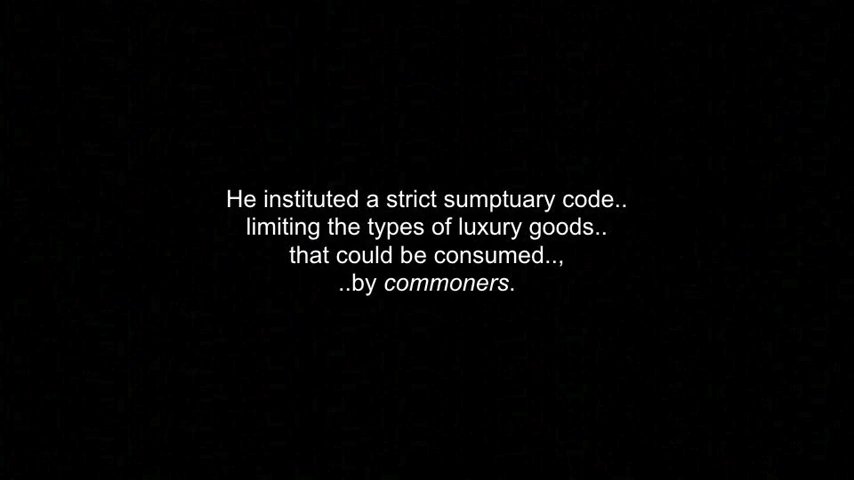 He instituted a strict sumptuary code..
limiting the types of luxury goods..
that could be consumed..,
..by commoners.